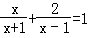 x/(x+1) + 2/(x−1) = 1